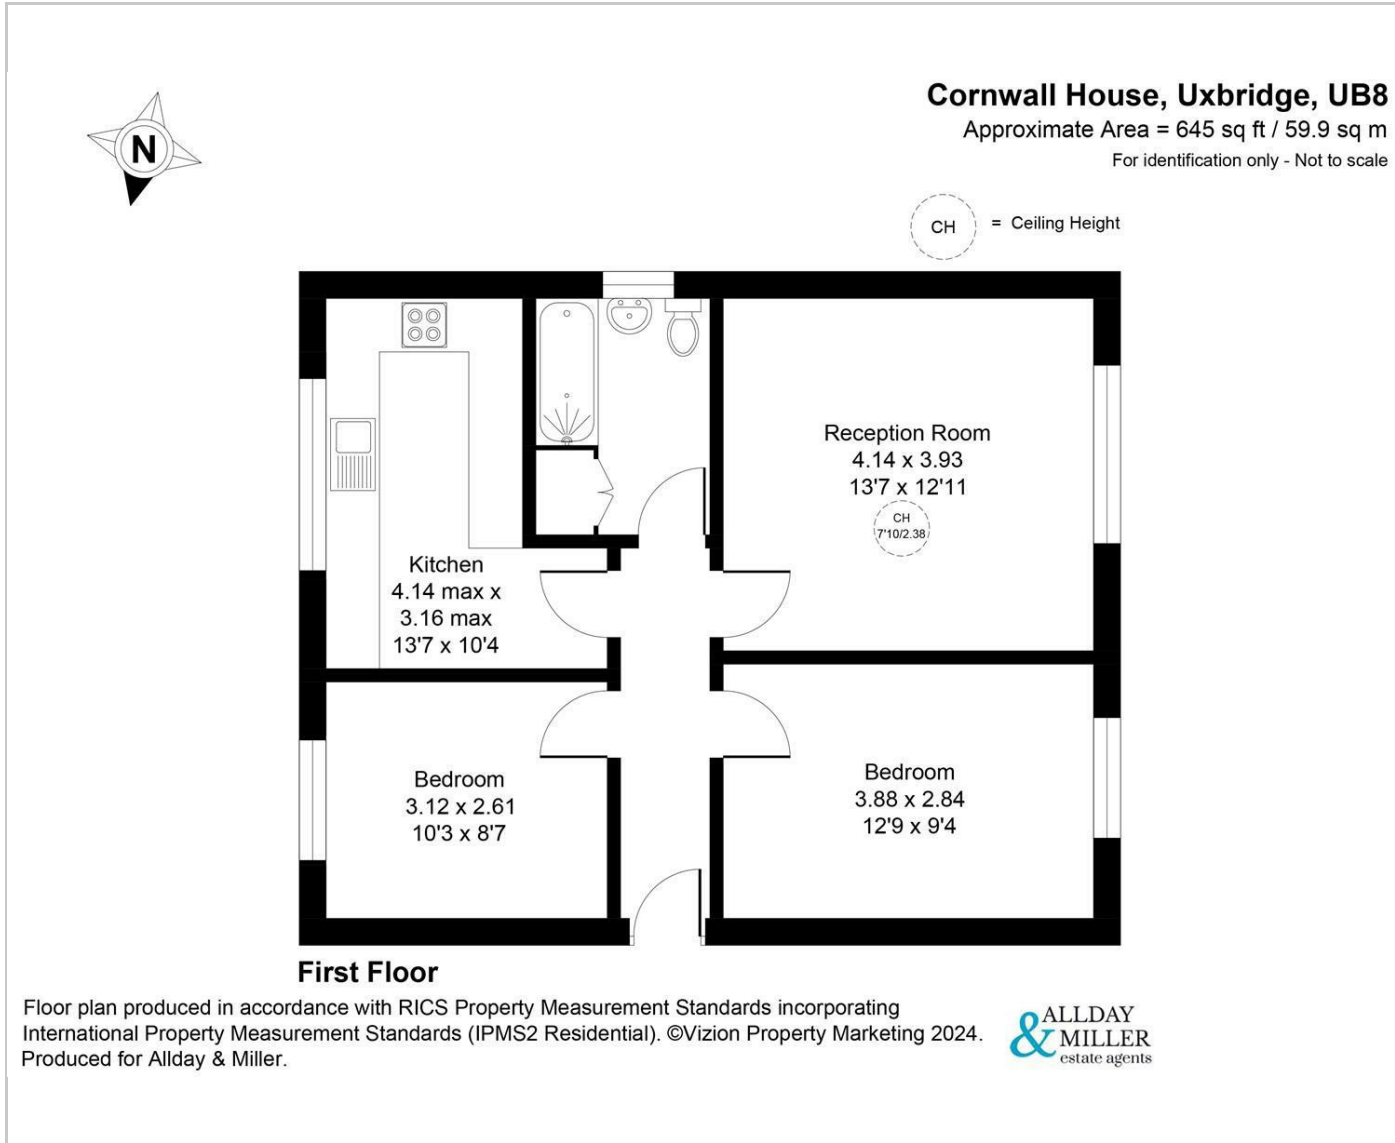 N
Cornwall House, Uxbridge, UB8
Approximate Area = 645 sq ft / 59.9 sq m
For identification only - Not to scale
CH = Ceiling Height
Reception Room
4.14 x 3.93
13'7 x 12'11
CH
7'10/2.38
Kitchen
4.14 max x
3.16 max
13'7 x 10'4
Bedroom
3.12 x 2.61
10'3 x 8'7
Bedroom
3.88 x 2.84
12'9 x 9'4
First Floor
Floor plan produced in accordance with RICS Property Measurement Standards incorporating
International Property Measurement Standards (IPMS2 Residential). ©Vizion Property Marketing 2024.
Produced for Allday & Miller.
ALLDAY
& MILLER
estate agents